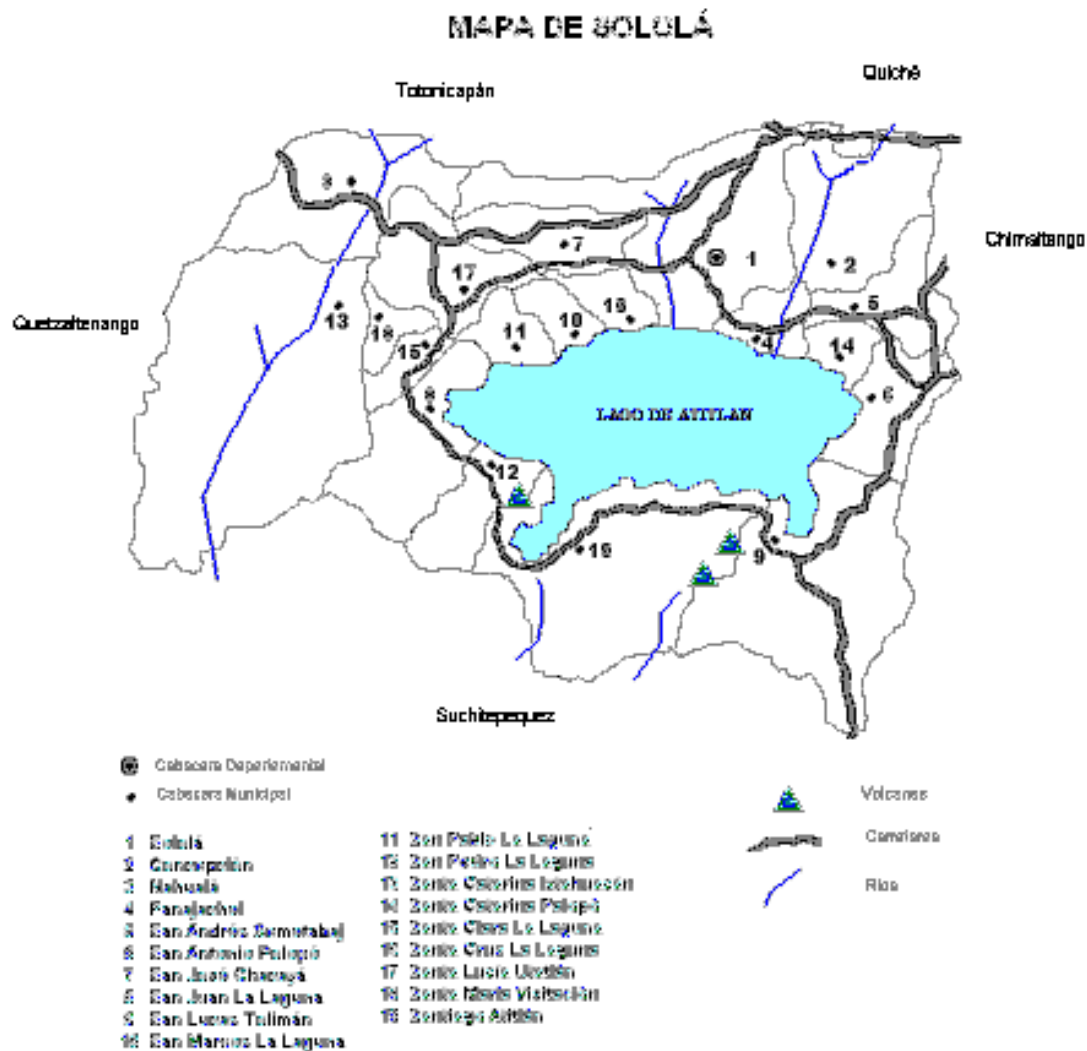 MAPA DE SOLOLÁ
Quiché
Totonicapán
Chimaltango
Quetzaltenango
3
7
1
2
17
5
13
18
16
10
11
15
4
14
8
6
LAGO DE ATITLAN
12
19
9
Suchitepequez
Cabecera Departamental
Cabecera Municipal
Volcanes
Carreteras
Rios
1 Sololá
2 Concepción
3 Nahualá
4 Panajachel
5 San Andrés Semetabaj
6 San Antonio Palopó
7 San José Chacayá
8 San Juan La Laguna
9 San Lucas Tolimán
10 San Marcos La Laguna
11 San Pablo La Laguna
12 San Pedro La Laguna
13 Santa Catarina Ixtahuacán
14 Santa Catarina Palopó
15 Santa Clara La Laguna
16 Santa Cruz La Laguna
17 Santa Lucía Utatlán
18 Santa María Visitación
19 Santiago Atitlán